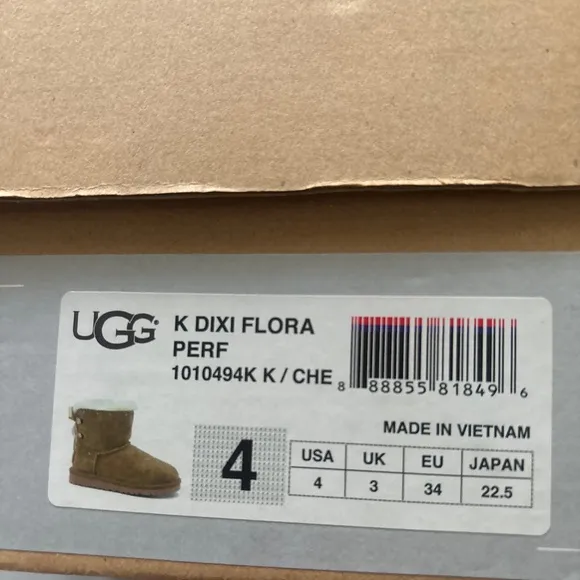 UGG K DIXI FLORA
PERF
1010494K K / CHE
8 88855 81849 6
MADE IN VIETNAM
4
USA UK EU JAPAN
4 3 34 22.5